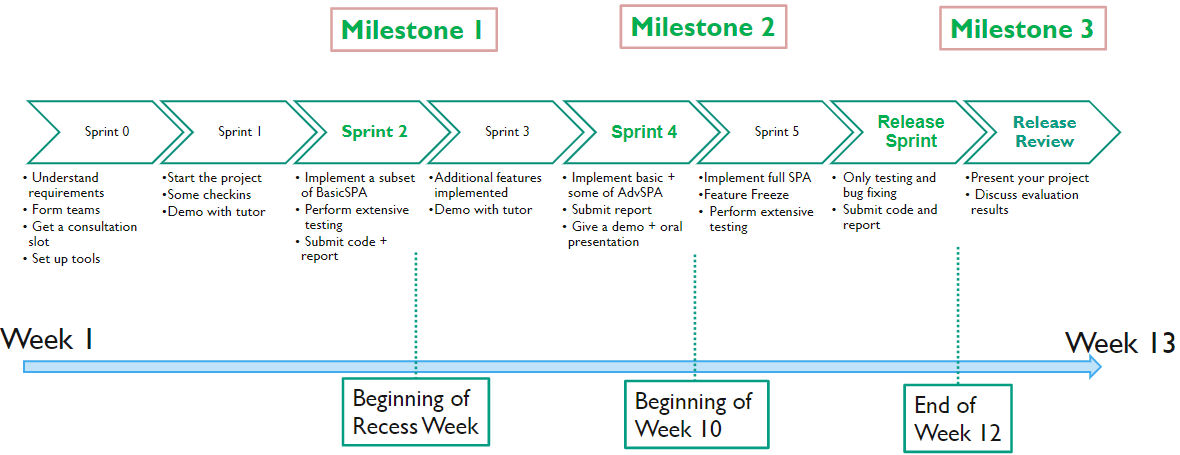 Milestone 1
Milestone 2
Milestone 3
Sprint 0
Sprint 1
Sprint 2
Sprint 3
Sprint 4
Sprint 5
Release
Sprint
Release
Review
• Understand
requirements
• Form teams
• Get a consultation
slot
• Set up tools
• Start the project
• Some checkins
• Demo with tutor
• Implement a subset
of BasicSPA
• Perform extensive
testing
• Submit code +
report
• Additional features
implemented
• Demo with tutor
• Implement basic +
some of AdvSPA
• Submit report
• Give a demo + oral
presentation
• Implement full SPA
• Feature Freeze
• Perform extensive
testing
• Only testing and
bug fixing
• Submit code and
report
• Present your project
• Discuss evaluation
results
Week 1
Week 13
Beginning of
Recess Week
Beginning of
Week 10
End of
Week 12